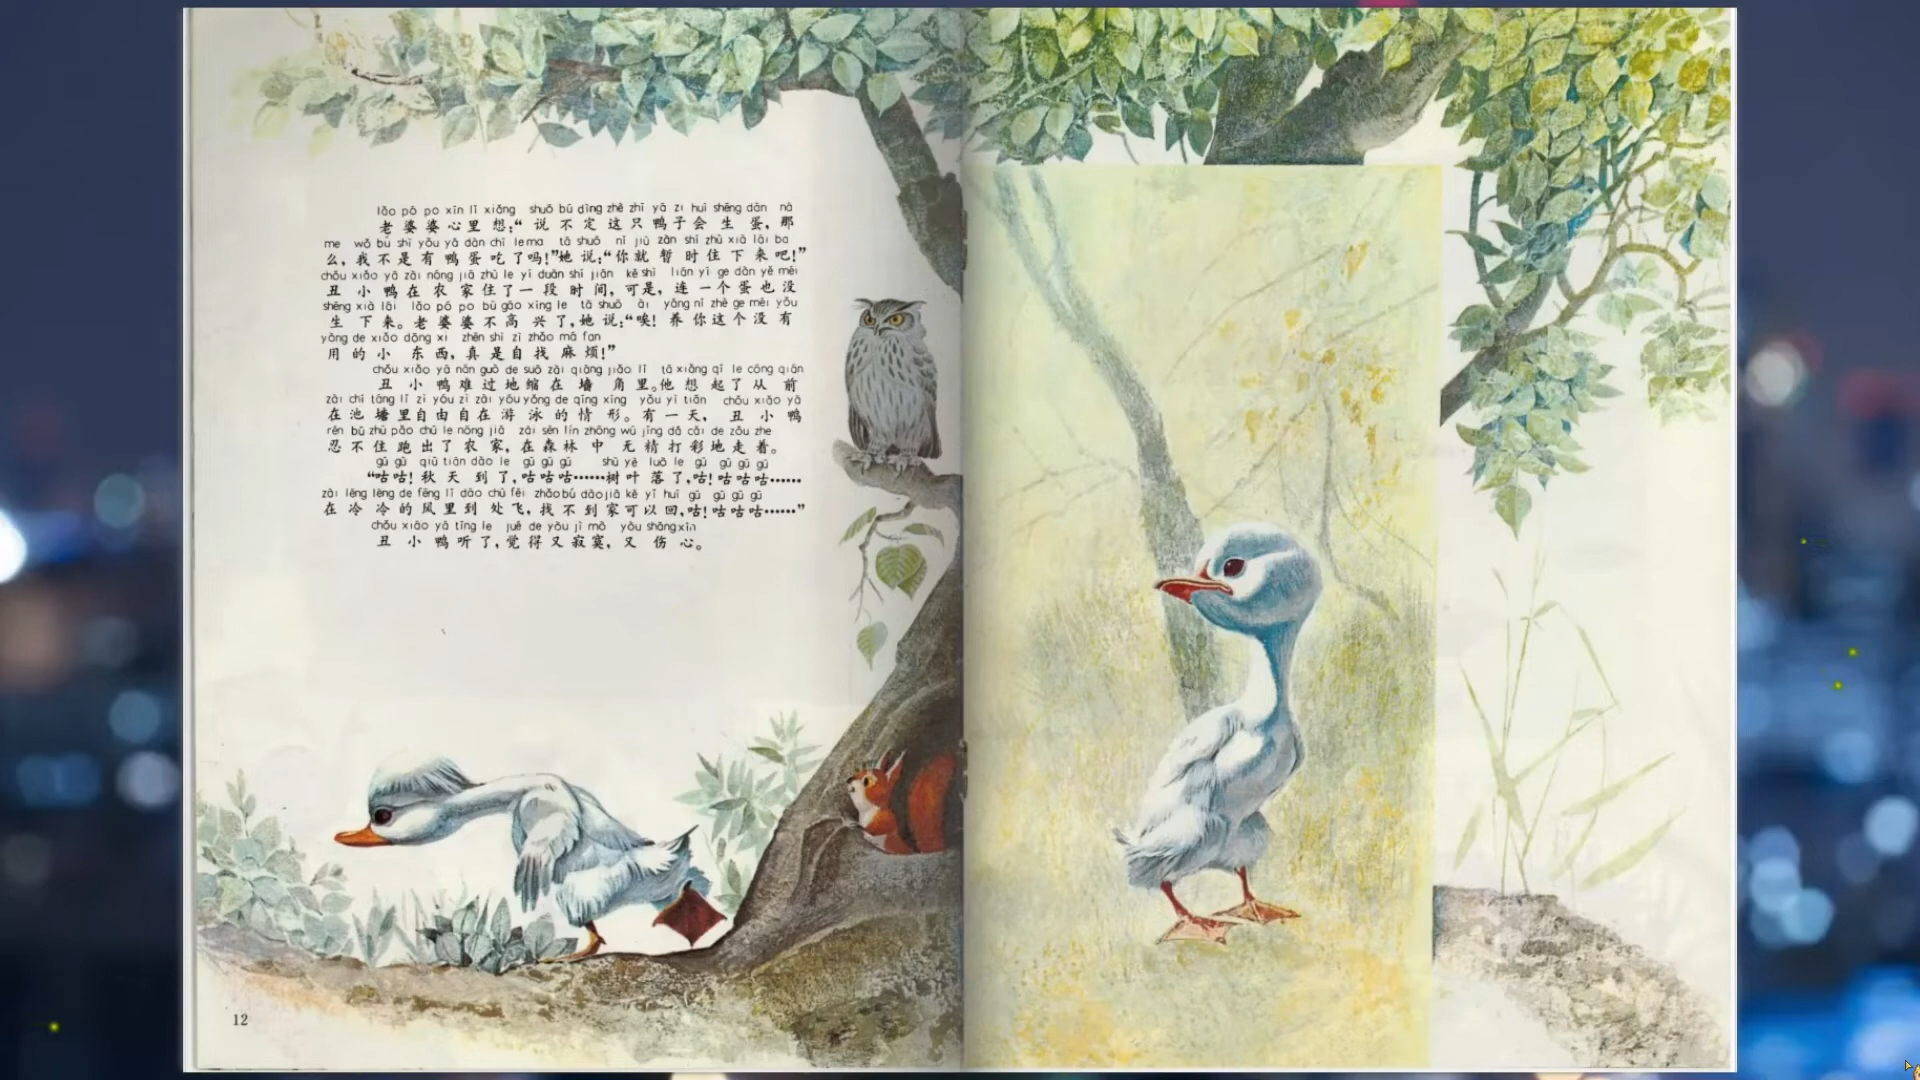 lǎo pó po xīn lǐ xiǎng shuō bù dìng zhè zhī yā zi huì shēng dàn nà
老婆婆心里想:“说不定这只鸭子会生蛋,那
me wǒ bú shì yǒu yā dàn chī le ma tā shuō nǐ jiù zàn shí zhù xià lái ba
么,我不是有鸭蛋吃了吗!”她说:“你就暂时住下来吧!”
chǒu xiǎo yā zài nóng jiā zhù le yí duàn shí jiān kě shì lián yí ge dàn yě méi
丑小鸭在农家住了一段时间,可是,连一个蛋也没
shēng xià lái lǎo pó po bù gāo xìng le tā shuō ài yǎng nǐ zhè ge méi yǒu
生下来。老婆婆不高兴了,她说:“唉!养你这个没有
yòng de xiǎo dōng xi zhēn shì zì zhǎo má fan
用的小东西,真是自找麻烦!”
chǒu xiǎo yā nán guò de suō zài qiáng jiǎo lǐ tā xiǎng qǐ le cóng qián
丑小鸭难过地缩在墙角里。他想起了从前
zài chí táng lǐ zì yóu zì zài yóu yǒng de qíng xíng yǒu yì tiān chǒu xiǎo yā
在池塘里自由自在游泳的情形。有一天,丑小鸭
rěn bú zhù pǎo chū le nóng jiā zài sēn lín zhōng wú jīng dǎ cǎi de zǒu zhe
忍不住跑出了农家,在森林中无精打彩地走着。
gū gū qiū tiān dào le gū gū gū shù yè luò le gū gū gū gū
“咕咕!秋天到了,咕咕咕……树叶落了,咕!咕咕咕……
zài lěng lěng de fēng lǐ dào chù fēi zhǎo bú dào jiā kě yǐ huí gū gū gū gū
在冷冷的风里到处飞,找不到家可以回,咕!咕咕咕……”
chǒu xiǎo yā tīng le jué de yòu jì mò yòu shāng xīn
丑小鸭听了,觉得又寂寞,又伤心。
12